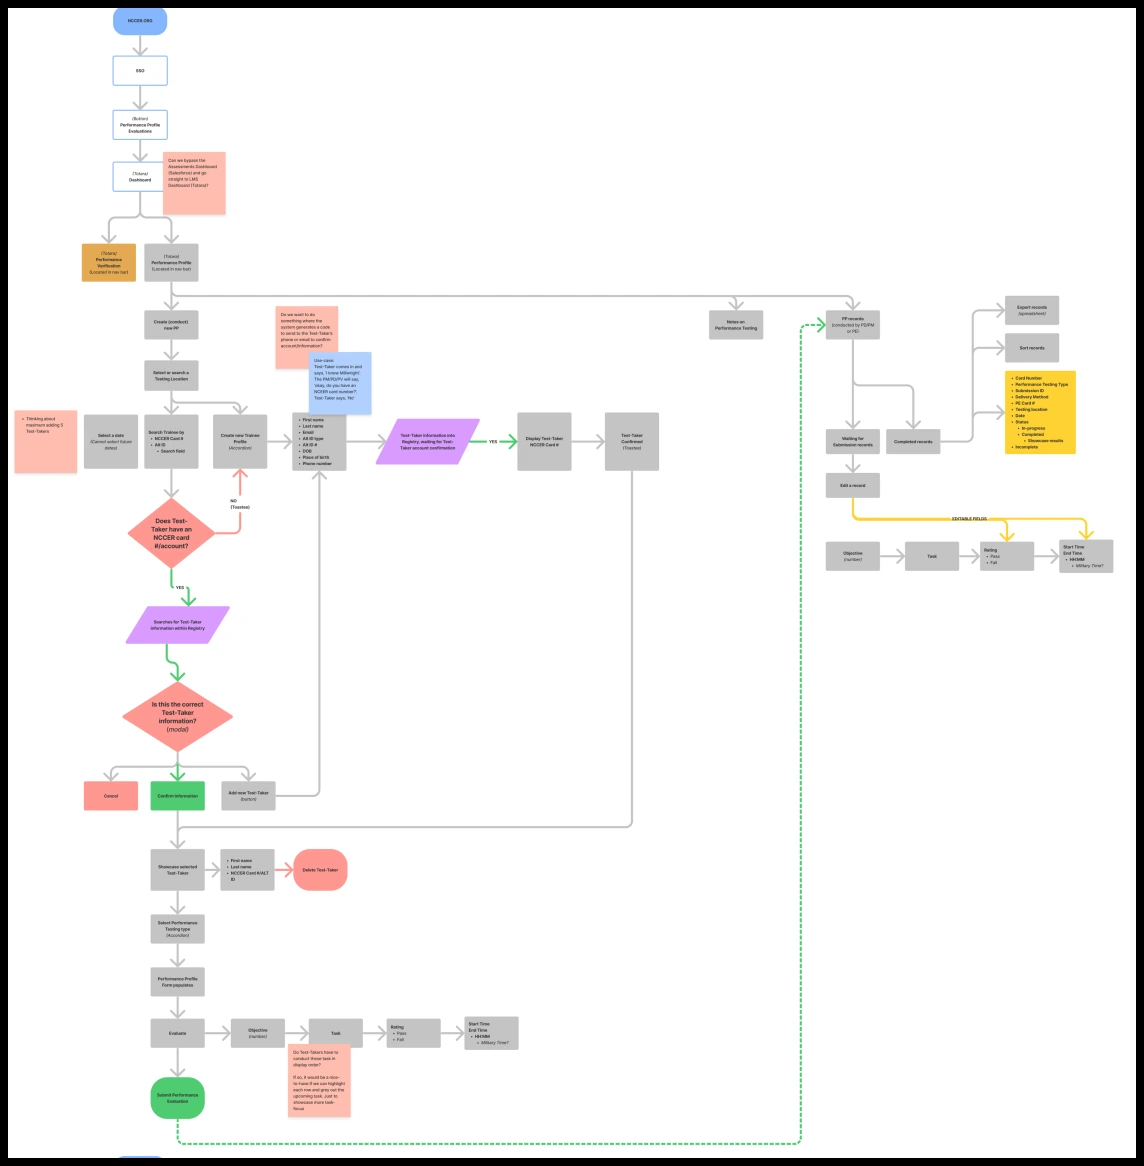 NCCER.ORG
SSO
(Button)
Performance Profile
Evaluations
(Totara)
Dashboard
Can we bypass the
Assessments Dashboard
(Salesforce) and go
straight to LMS
Dashboard (Totara)?
(Totara)
Performance
Verification
(Located in nav bar)
(Totara)
Performance Profile
(Located in nav bar)
Create (conduct)
new PP
Do we want to do
something where the
system generates a code
to send to the Test-Taker's
phone or email to confirm
account/information?
Notes on
Performance Testing
PP records
(conducted by PE/PM
or PE)
Export records
(spreadsheet)
Sort records
Select or search a
Testing Location
Use-case:
Test-Taker comes in and
says, 'I know Millwright'.
The PM/PD/PV will say,
'okay, do you have an
NCCER card number?'.
Test-Taker says, 'No'
• Card Number
• Performance Testing Type
• Submission ID
• Delivery Method
• PE Card #
• Testing location
• Date
• Status
• In-progress
• Completed
• Showcase results
• Incomplete
• Thinking about
maximum adding 5
Test-Takers
Select a date
(Cannot select future
dates)
Search Trainee by
• NCCER Card #
• Alt ID
• Search field
Create new Trainee
Profile
(Accordion)
• First name
• Last name
• Email
• Alt ID type
• Alt ID #
• DOB
• Place of birth
• Phone number
Test-Taker information into
Registry, waiting for Test-
Taker account confirmation
YES
Display Test-Taker
NCCER Card #
Test-Taker
Confirmed
(Toastee)
Waiting for
Submission records
Completed records
Edit a record
NO
(Toastee)
Does Test-
Taker have an
NCCER card
#/account?
EDITABLE FIELDS
Objective
(number)
Task
Rating
• Pass
• Fail
Start Time
End Time
• HH:MM
• Military Time?
YES
Searches for Test-Taker
information within Registry
Is this the correct
Test-Taker
information?
(modal)
Cancel
Confirm information
Add new Test-Taker
(button)
Showcase selected
Test-Taker
• First name
• Last name
• NCCER Card #/ALT
ID
Delete Test-Taker
Select Performance
Testing type
(Accordian)
Performance Profile
Form populates
Evaluate
Objective
(number)
Task
Rating
• Pass
• Fail
Start Time
End Time
• HH:MM
• Military Time?
Do Test-Takers have to
conduct these task in
display order?
If so, it would be a nice-
to-have if we can highlight
each row and grey out the
upcoming task. Just to
showcase more task-
focus
Submit Performance
Evaluation